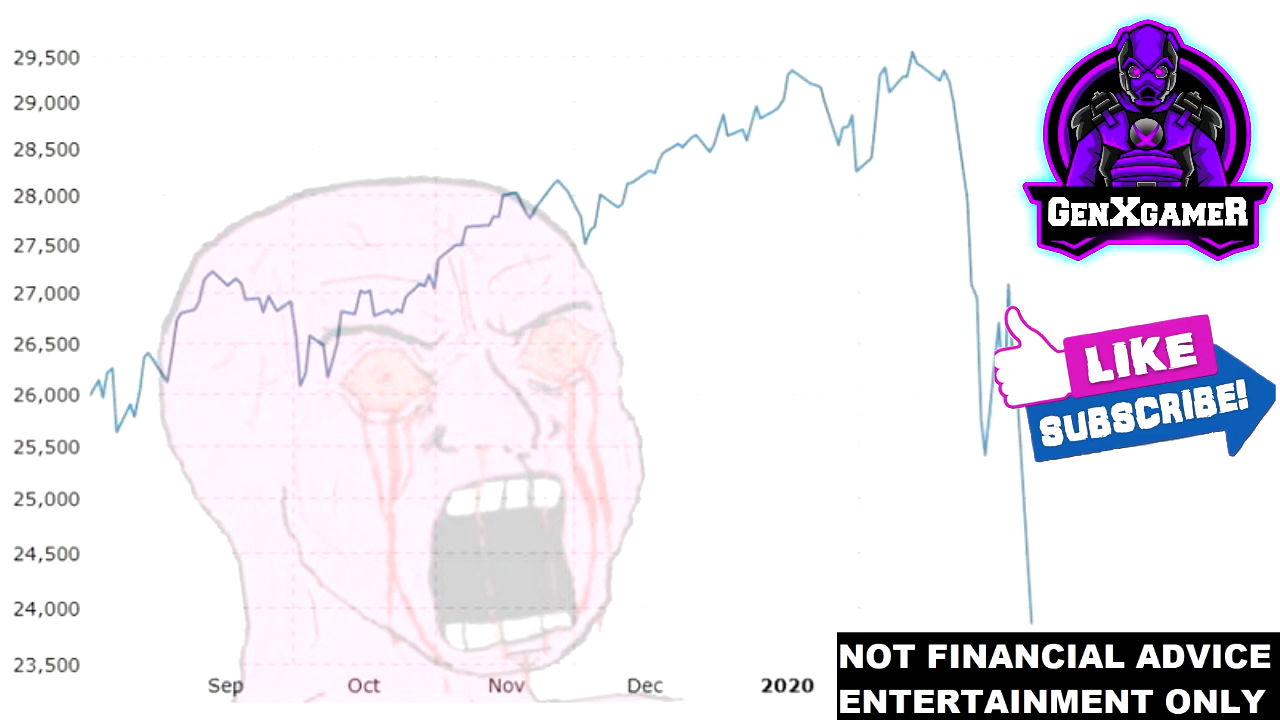 29,500
29,000
28,500
28,000
27,500
27,000
26,500
26,000
25,500
25,000
24,500
24,000
23,500
Sep Oct Nov Dec 2020
GENXGAMER
LIKE
SUBSCRIBE!
NOT FINANCIAL ADVICE
ENTERTAINMENT ONLY